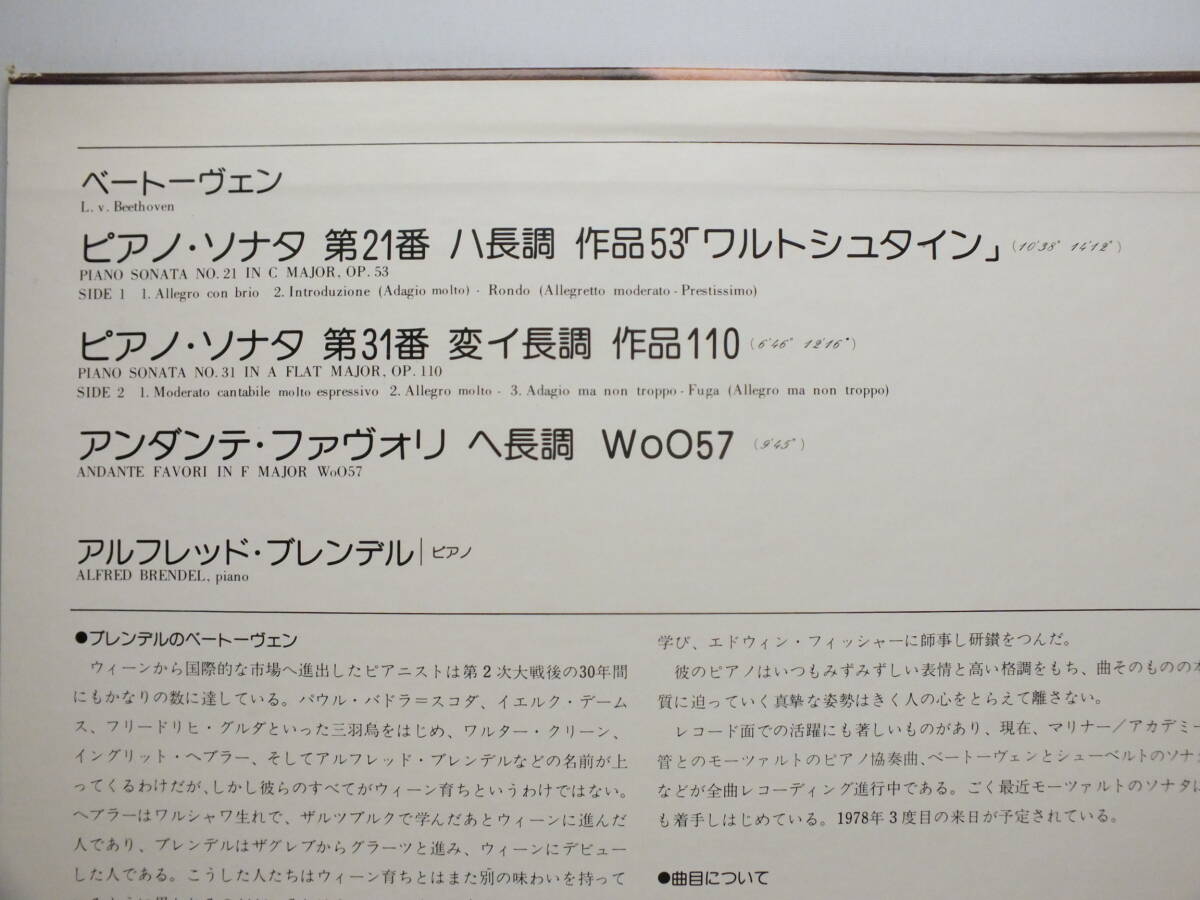 ベートーヴェン
L. v. Beethoven
ピアノ・ソナタ 第21番 ハ長調 作品53「ワルトシュタイン」(10'38" 14'12")
PIANO SONATA NO. 21 IN C MAJOR, OP. 53
SIDE 1 1. Allegro con brio 2. Introduzione (Adagio molto) - Rondo (Allegretto moderato - Prestissimo)
ピアノ・ソナタ 第31番 変イ長調 作品110 (6'46" 12'16")
PIANO SONATA NO. 31 IN A FLAT MAJOR, OP. 110
SIDE 2 1. Moderato cantabile molto espressivo 2. Allegro molto - 3. Adagio ma non troppo - Fuga (Allegro ma non troppo)
アンダンテ・ファヴォリ ヘ長調 WoO57 (9'45")
ANDANTE FAVORI IN F MAJOR WoO57
アルフレッド・ブレンデル|ピアノ
ALFRED BRENDEL, piano
●ブレンデルのベートーヴェン
ウィーンから国際的な市場へ進出したピアニストは第2次大戦後の30年間
にもかなりの数に達している。パウル・バドラ=スコダ、イエルク・デーム
ス、フリードリヒ・グルダといった三羽烏をはじめ、ワルター・クリーン、
イングリット・ヘブラー、そしてアルフレッド・ブレンデルなどの名前が上
ってくるわけだが、しかし彼らのすべてがウィーン育ちというわけではない。
ヘブラーはワルシャワ生れで、ザルツブルクで学んだあとウィーンに進んだ
人であり、ブレンデルはザグレブからグラーツと進み、ウィーンにデビュー
した人である。こうした人たちはウィーン育ちとはまた別の味わいを持って
学び、エドウィン・フィッシャーに師事し研鑽をつんだ。
彼のピアノはいつもみずみずしい表情と高い格調をもち、曲そのものの本
質に迫っていく真摯な姿勢はきく人の心をとらえて離さない。
レコード面での活躍にも著しいものがあり、現在、マリナー/アカデミー
管とのモーツァルトのピアノ協奏曲、ベートーヴェンとシューベルトのソナタ
などが全曲レコーディング進行中である。ごく最近モーツァルトのソナタに
も着手しはじめている。1978年3度目の来日が予定されている。
●曲目について